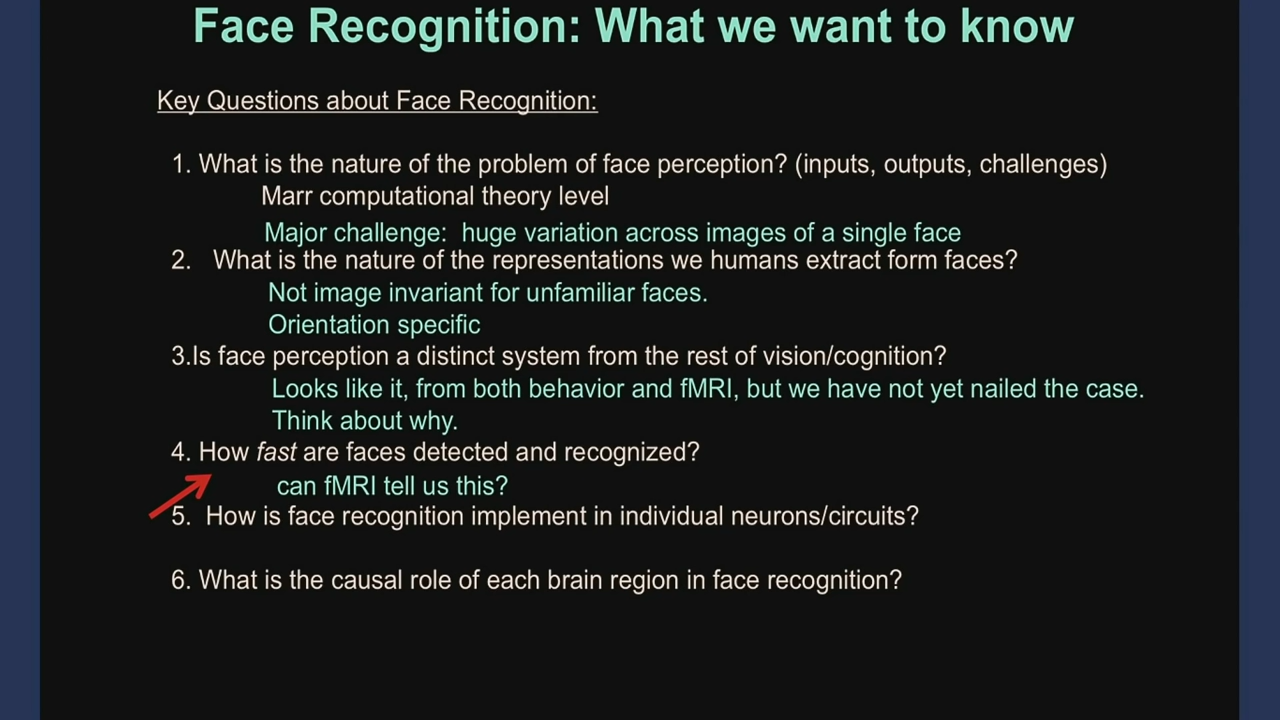 Face Recognition: What we want to know
Key Questions about Face Recognition:
1. What is the nature of the problem of face perception? (inputs, outputs, challenges)
Marr computational theory level
Major challenge: huge variation across images of a single face
2. What is the nature of the representations we humans extract form faces?
Not image invariant for unfamiliar faces.
Orientation specific
3.Is face perception a distinct system from the rest of vision/cognition?
Looks like it, from both behavior and fMRI, but we have not yet nailed the case.
Think about why.
4. How fast are faces detected and recognized?
can fMRI tell us this?
5. How is face recognition implement in individual neurons/circuits?
6. What is the causal role of each brain region in face recognition?